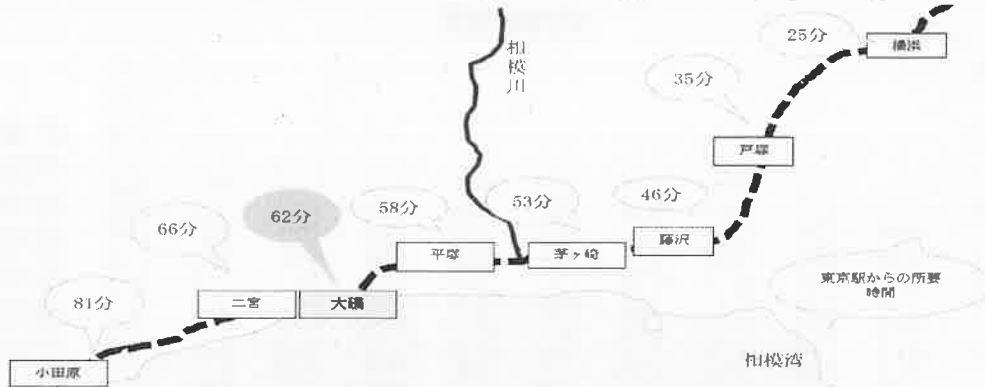 25分
横浜
相模川
35分
戸塚
46分
藤沢
53分
茅ヶ崎
58分
平塚
62分
大磯
66分
二宮
81分
小田原
東京駅からの所要
時間
相模湾